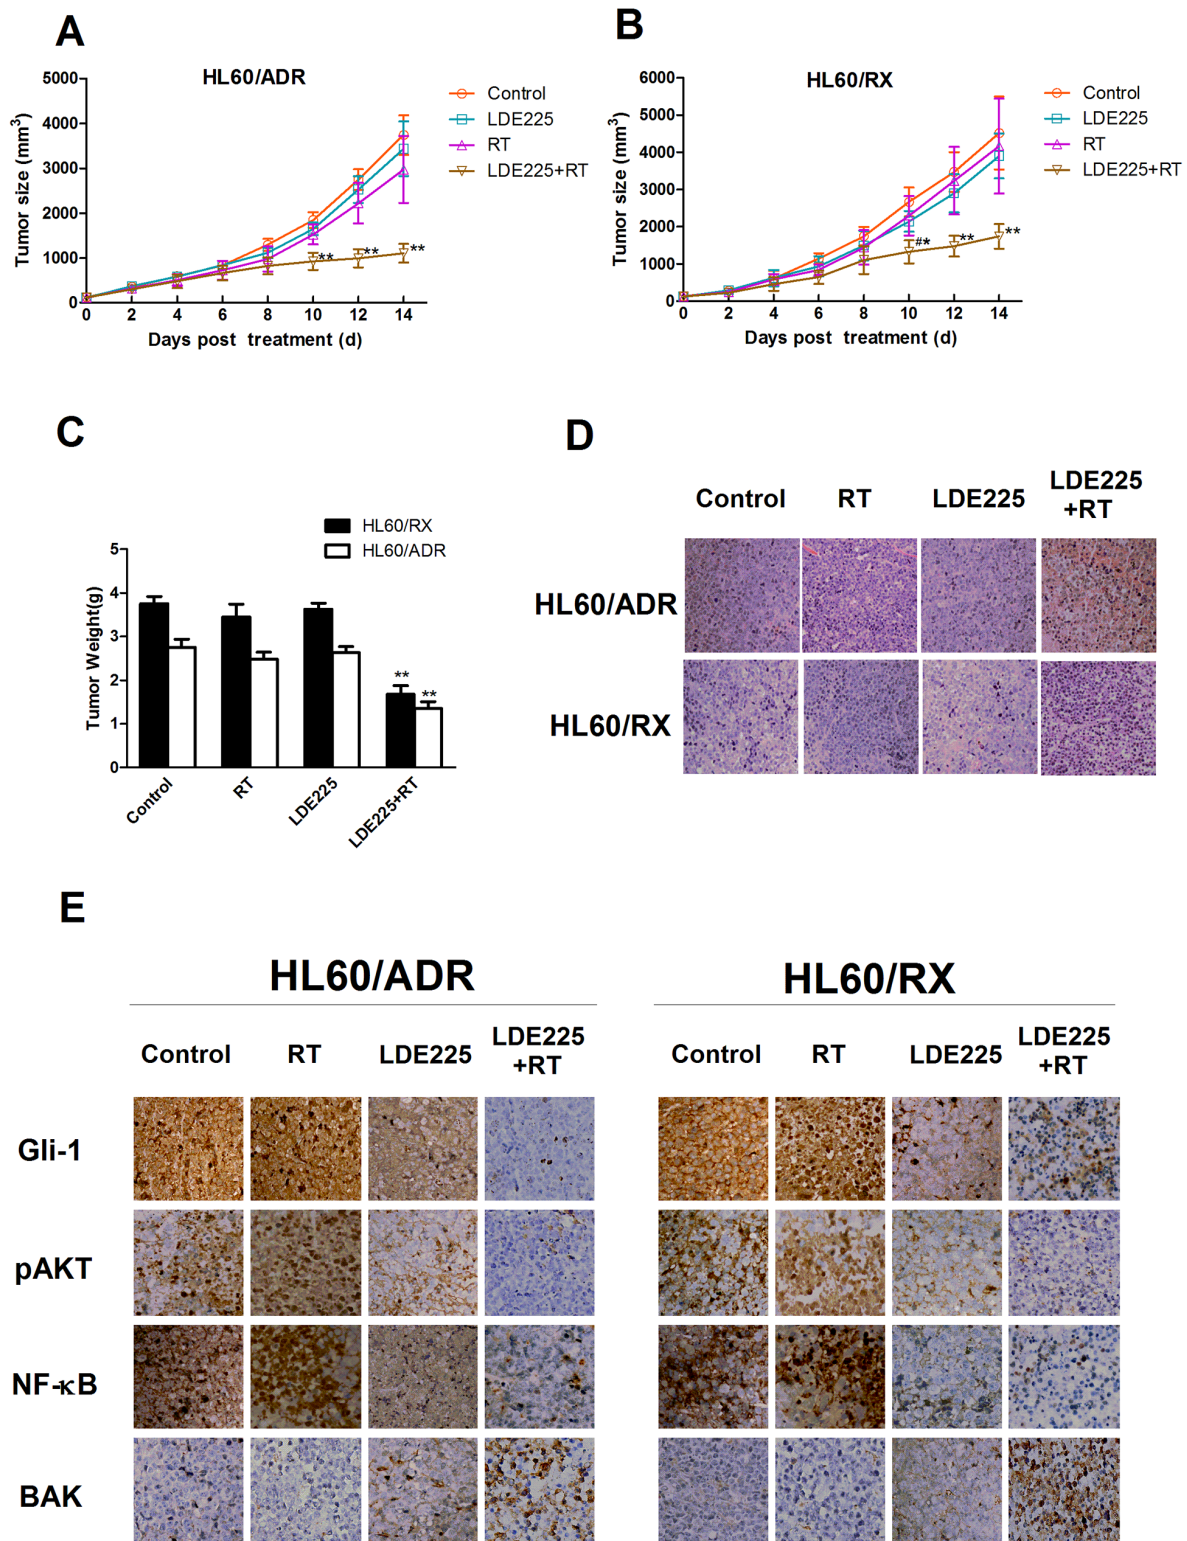 A
HL60/ADR
Tumor size (mm3)
5000
4000
3000
2000
1000
0
0 2 4 6 8 10 12 14
Days post treatment (d)
Control
LDE225
RT
LDE225+RT
**
**
**
B
HL60/RX
Tumor size (mm3)
6000
5000
4000
3000
2000
1000
0
0 2 4 6 8 10 12 14
Days post treatment (d)
Control
LDE225
RT
LDE225+RT
#*
**
**
C
HL60/RX
HL60/ADR
Tumor Weight(g)
5
4
3
2
1
0
**
**
Control
RT
LDE225
LDE225+RT
D
Control RT LDE225 LDE225
+RT
HL60/ADR
HL60/RX
E
HL60/ADR
Control RT LDE225 LDE225
+RT
HL60/RX
Control RT LDE225 LDE225
+RT
Gli-1
pAKT
NF-κB
BAK